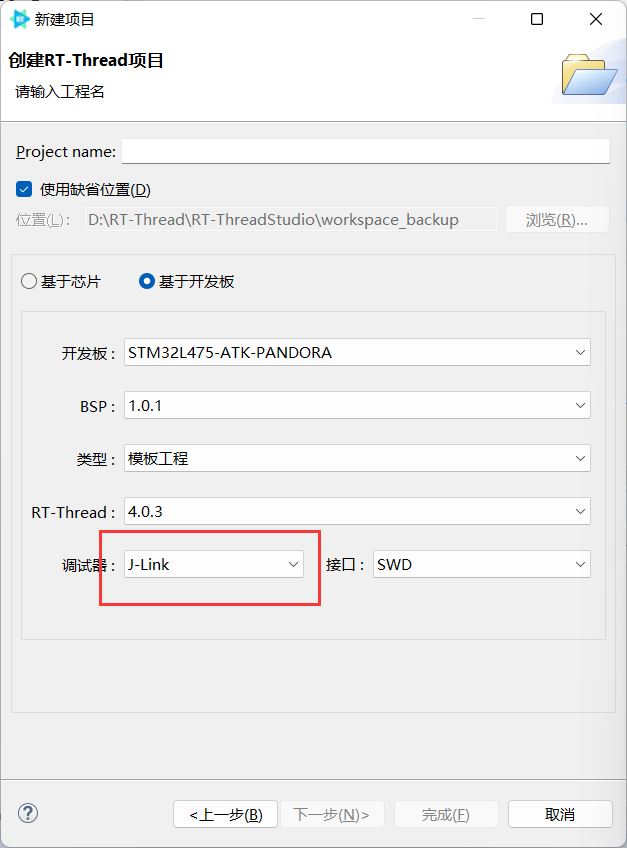 新建项目
创建RT-Thread项目
请输入工程名
Project name:
使用缺省位置(D)
位置(L): D:\RT-Thread\RT-ThreadStudio\workspace_backup 浏览(R)...
基于芯片 基于开发板
开发板: STM32L475-ATK-PANDORA
BSP: 1.0.1
类型: 模板工程
RT-Thread: 4.0.3
调试器: J-Link 接口: SWD
<上一步(B) 下一步(N)> 完成(F) 取消